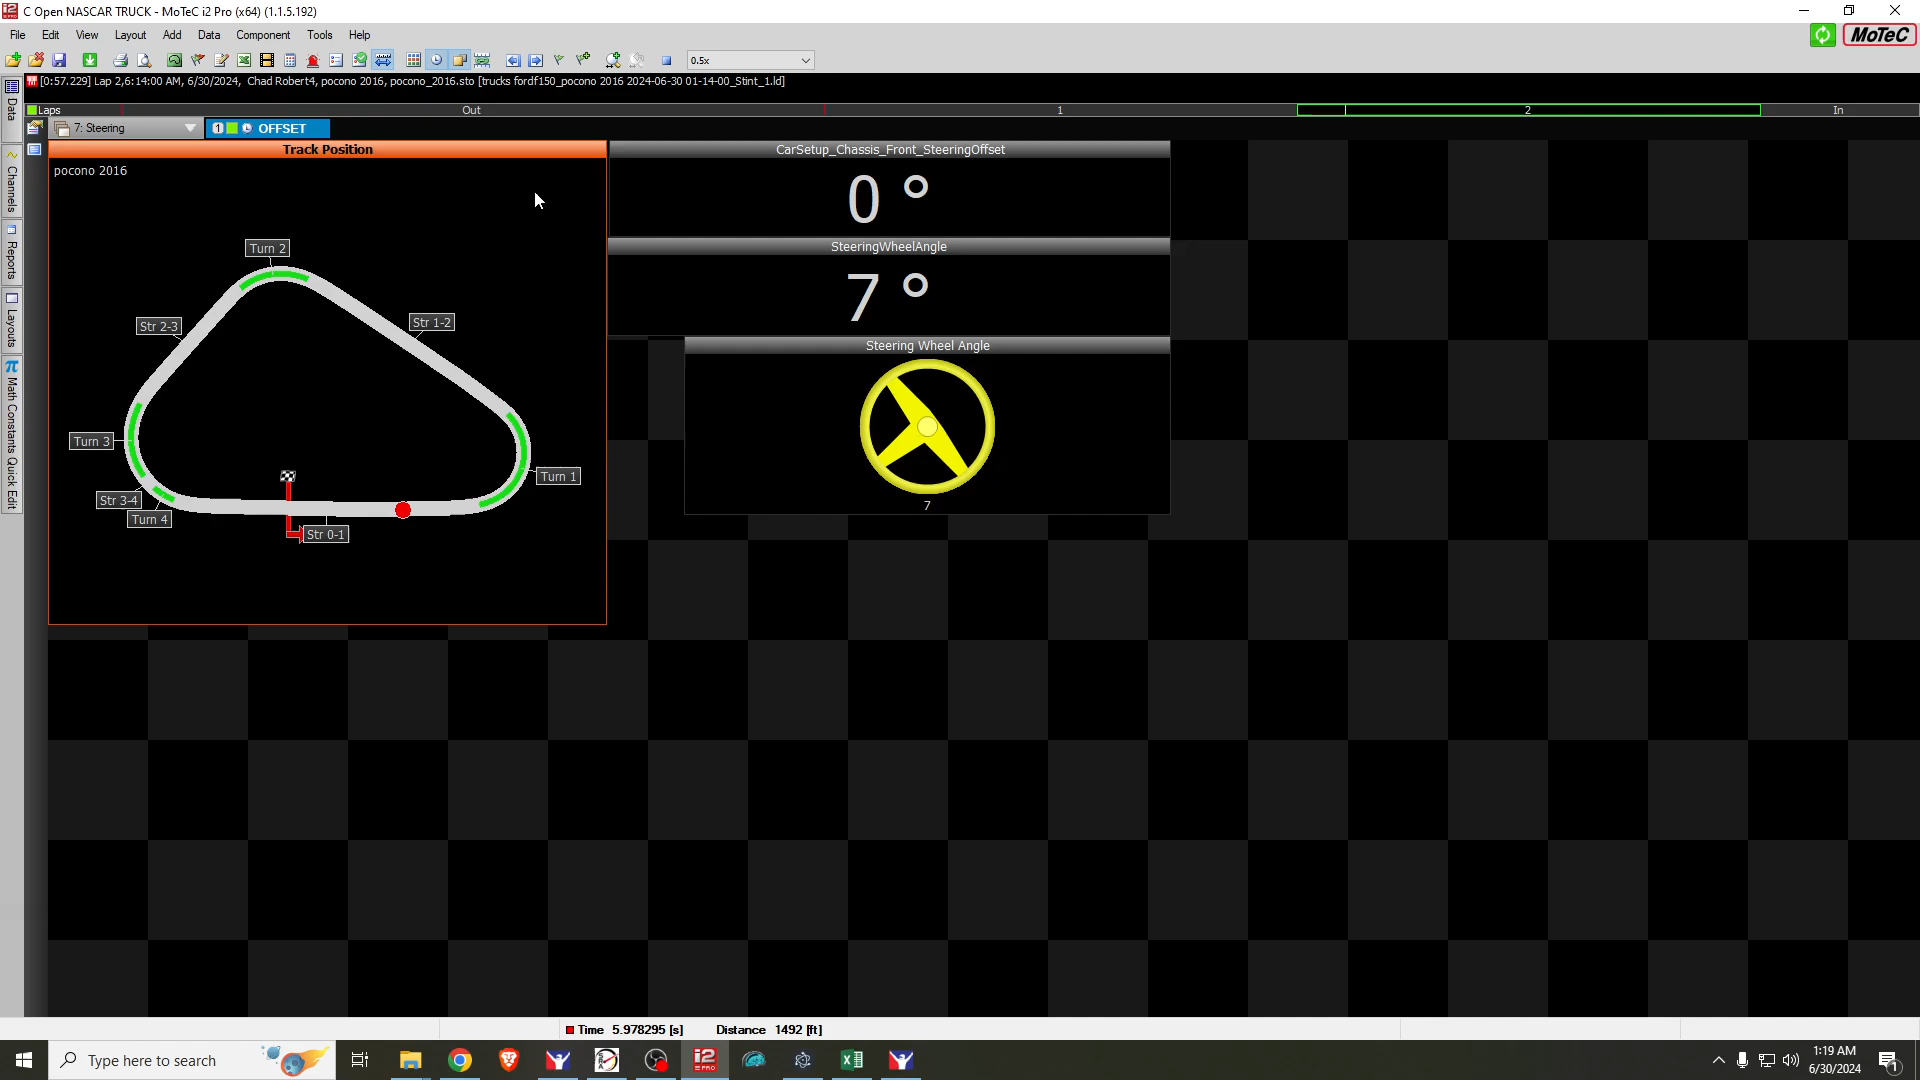 C Open NASCAR TRUCK - MoTeC i2 Pro (x64) (1.1.5.192)
File Edit View Layout Add Data Component Tools Help
MoTeC
0.5x
[0:57.229] Lap 2,6:14:00 AM, 6/30/2024, Chad Robert4, pocono 2016, pocono_2016.sto [trucks fordf150_pocono 2016 2024-06-30 01-14-00_Stint_1.ld]
Laps Out 1 2 In
7: Steering 1 OFFSET
Data
Channels
Reports
Layouts
Math Constants Quick Edit
Track Position
pocono 2016
Turn 2
Str 2-3
Str 1-2
Turn 3
Turn 1
Str 3-4
Turn 4
Str 0-1
CarSetup_Chassis_Front_SteeringOffset
0 °
SteeringWheelAngle
7 °
Steering Wheel Angle
7
Time 5.978295 [s] Distance 1492 [ft]
Type here to search
i2
PRO
1:19 AM
6/30/2024
1